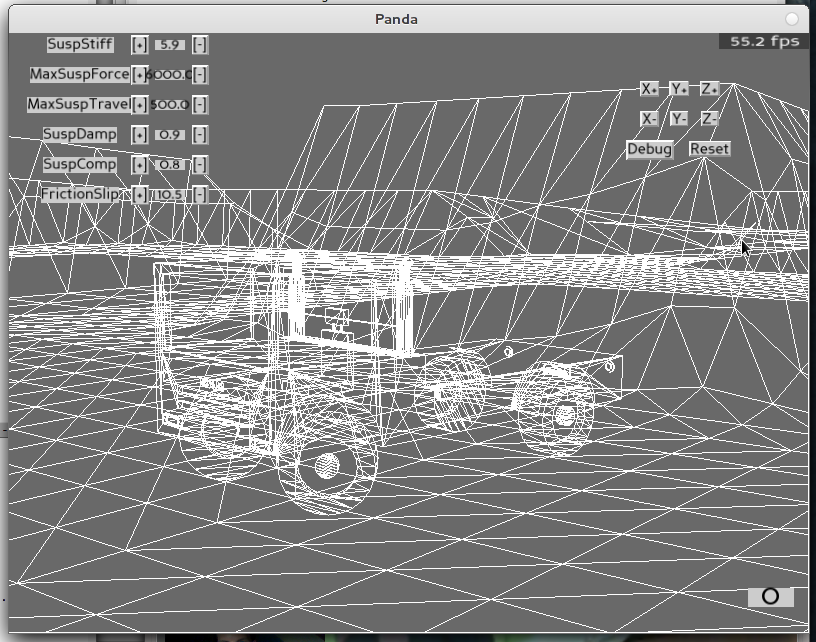 Panda
55.2 fps
SuspStiff [+] 5.9 [-]
MaxSuspForce [+] 6000.0 [-]
MaxSuspTravel [+] 500.0 [-]
SuspDamp [+] 0.9 [-]
SuspComp [+] 0.8 [-]
FrictionSlip [+] 10.5 [-]
X+ Y+ Z+
X- Y- Z-
Debug Reset
O